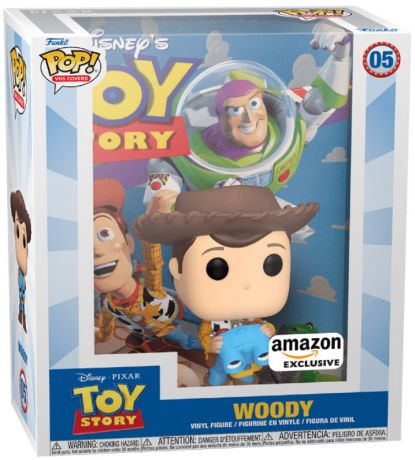 Funko
POP!
VHS COVERS
05
DISNEY'S
TOY
STORY
amazon
EXCLUSIVE
Disney · PIXAR
TOY
STORY
WOODY
VINYL FIGURE / FIGURINE EN VINYLE / FIGURA DE VINIL
WARNING: CHOKING HAZARD.
ATTENTION: DANGER D'ÉTOUFFEMENT.
ADVERTENCIA: PELIGRO DE ASFIXIA.